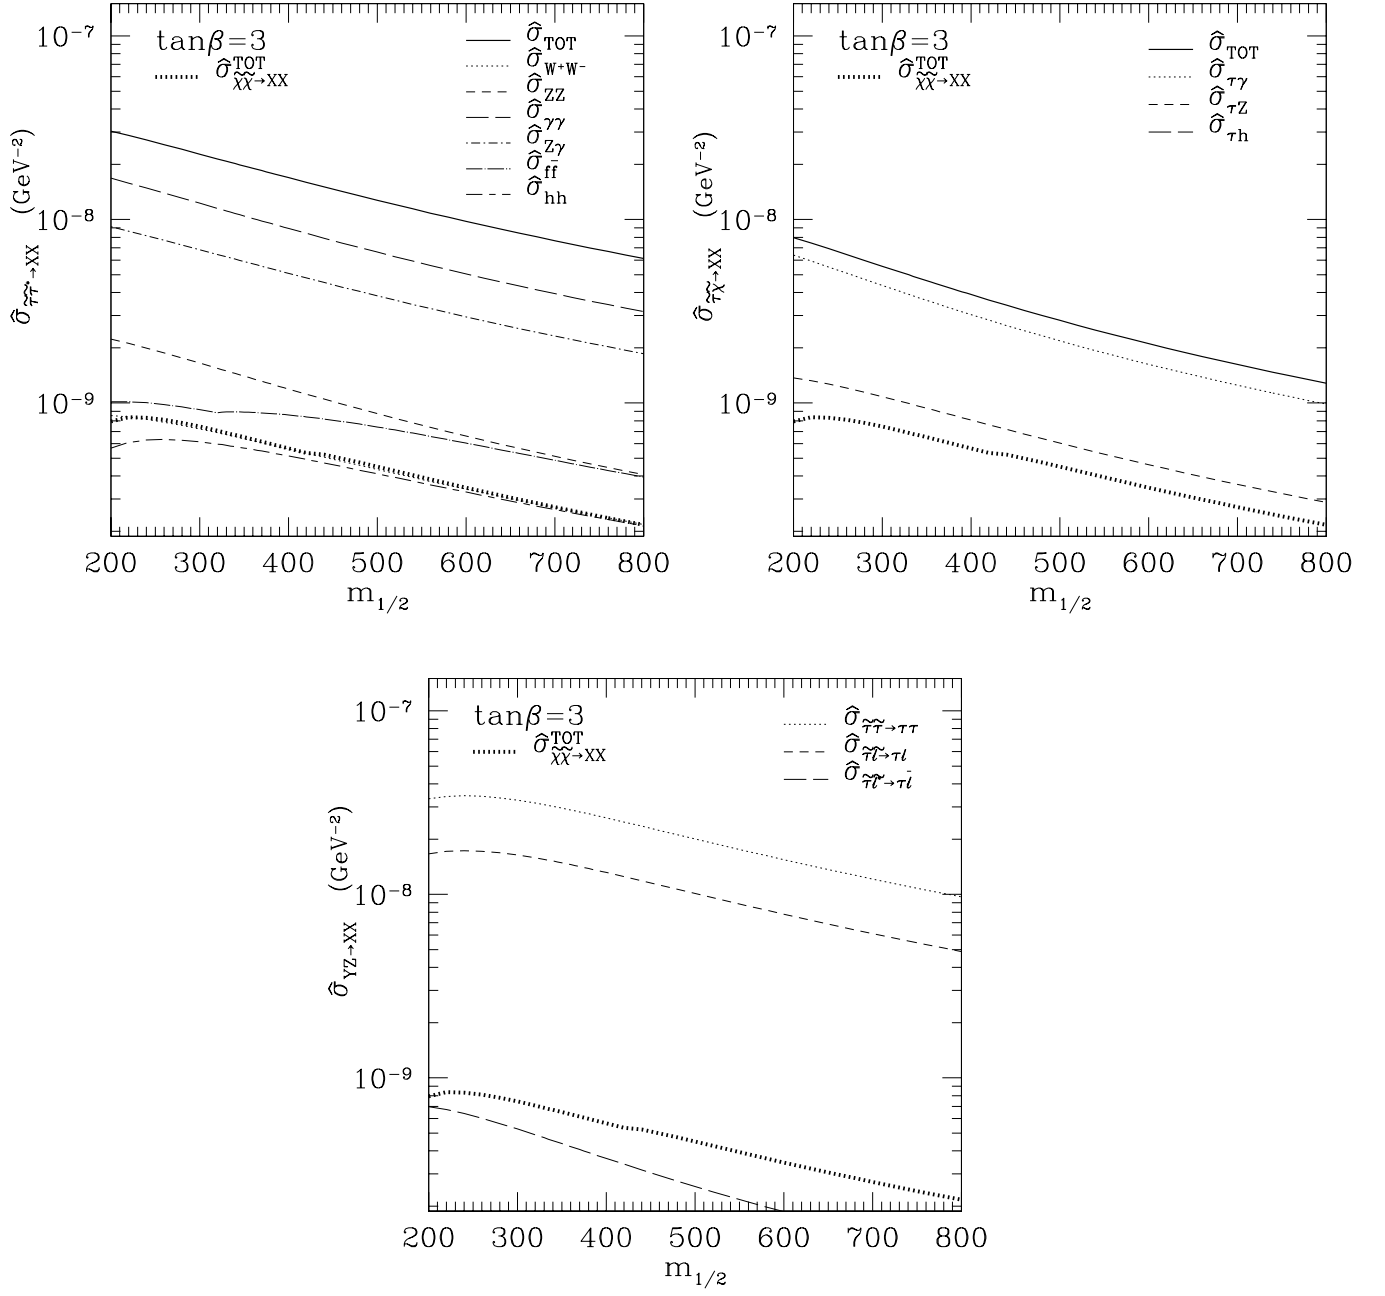 tanβ=3
σ̂^TOT_χ̃χ̃→XX
σ̂_TOT
σ̂_W⁺W⁻
σ̂_ZZ
σ̂_γγ
σ̂_Zγ
σ̂_ff̄
σ̂_hh
10⁻⁷
10⁻⁸
10⁻⁹
σ̂_τ̃τ̃*→XX (GeV⁻²)
200 300 400 500 600 700 800
m_1/2
tanβ=3
σ̂^TOT_χ̃χ̃→XX
σ̂_TOT
σ̂_τγ
σ̂_τZ
σ̂_τh
10⁻⁷
10⁻⁸
10⁻⁹
σ̂_τ̃χ̃→XX (GeV⁻²)
200 300 400 500 600 700 800
m_1/2
tanβ=3
σ̂^TOT_χ̃χ̃→XX
σ̂_τ̃τ̃→ττ
σ̂_τ̃l̃→τl
σ̂_τ̃l̃*→τl̄
10⁻⁷
10⁻⁸
10⁻⁹
σ̂_YZ→XX (GeV⁻²)
200 300 400 500 600 700 800
m_1/2